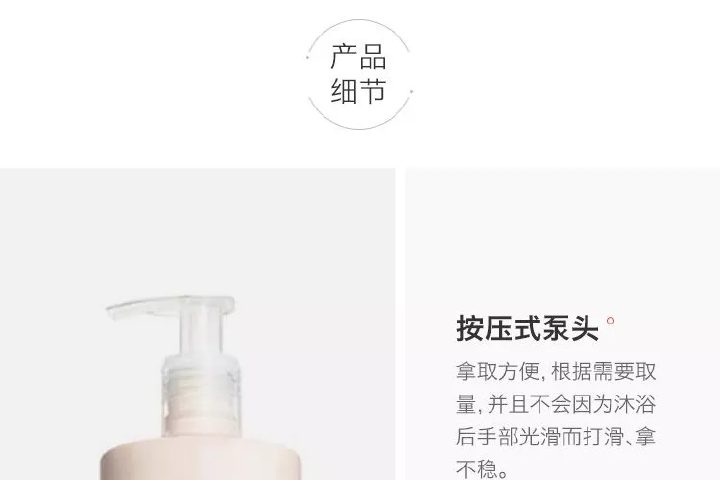 产品
细节
按压式泵头
拿取方便，根据需要取
量，并且不会因为沐浴
后手部光滑而打滑、拿
不稳。